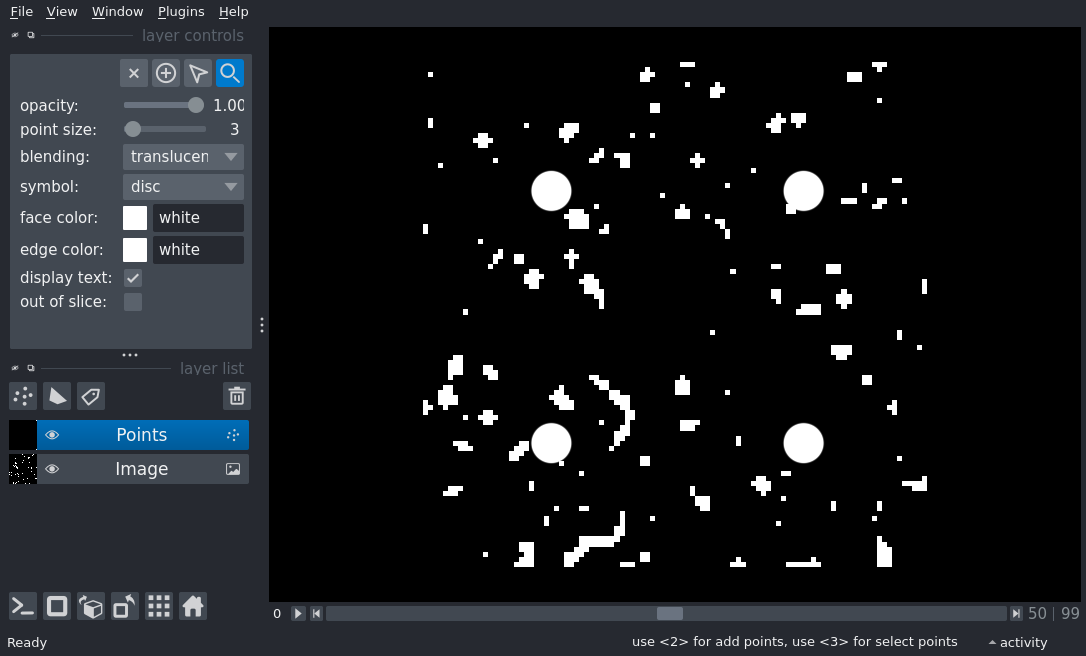 File View Window Plugins Help
layer controls
opacity: 1.00
point size: 3
blending: translucen
symbol: disc
face color: white
edge color: white
display text:
out of slice:
layer list
Points
Image
0 50 99
Ready use <2> for add points, use <3> for select points activity